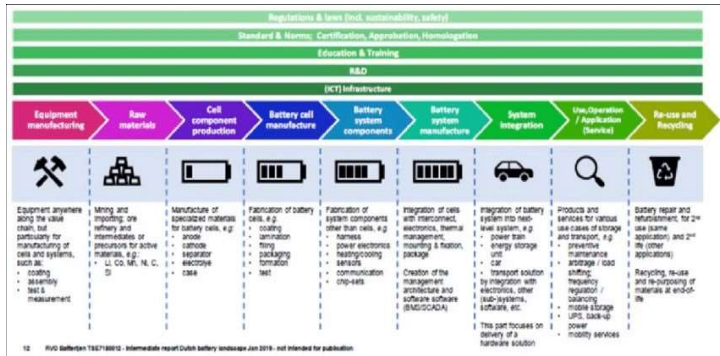 Regulations & laws (incl. sustainability, safety)
Standard & Norms; Certification, Approbation, Homologation
Education & Training
R&D
(ICT) Infrastructure
Equipment
manufacturing
Raw
materials
Cell
component
production
Battery cell
manufacture
Battery
system
components
Battery
system
manufacture
System
integration
Use, Operation
/ Application
(Service)
Re-use and
Recycling
Equipment anywhere
along the value
chain, but
particularly for
manufacturing of
cells and systems,
such as:
• coating
• assembly
• test &
measurement
Mining and
importing; ore
refinery and
intermediates or
precursors for active
materials, e.g.:
• Li, Co, Mn, Ni, C,
Si
Manufacture of
specialized materials
for battery cells, e.g:
• anode
• cathode
• separator
• electrolye
• case
Fabrication of battery
cells, e.g.
• coating
• lamination
• filling
• packaging
• formation
• test
Fabrication of
system components
other than cells, e.g:
• harness
• power electronics
• heating/cooling
• sensors
• communication
• chip-sets
Integration of cells
with interconnect,
electronics, thermal
management,
mounting & fixation,
package
Creation of the
management
architecture and
software software
(BMS/SCADA)
Integration of battery
system into next-
level system, e.g:
• power train
• energy storage
unit
• car
• transport solution
by integration with
electronics, other
(sub-)systems,
software, etc.
This part focuses on
delivery of a
hardware solution
Products and
services for various
use cases of storage
and transport, e.g:
• preventive
maintenance
• arbitrage / load
shifting;
frequency
regulation /
balancing
• mobile storage
• UPS, back-up
power
• mobility services
Battery repair and
refurbishment, for 2nd
use (same
application) and 2nd
life (other
applications)
Recycling, re-use
and re-purposing of
materials at end-of-
life
12 RVO Batterijen TSE7180012 - Intermediate report Dutch battery landscape Jan 2019 - not intended for publication